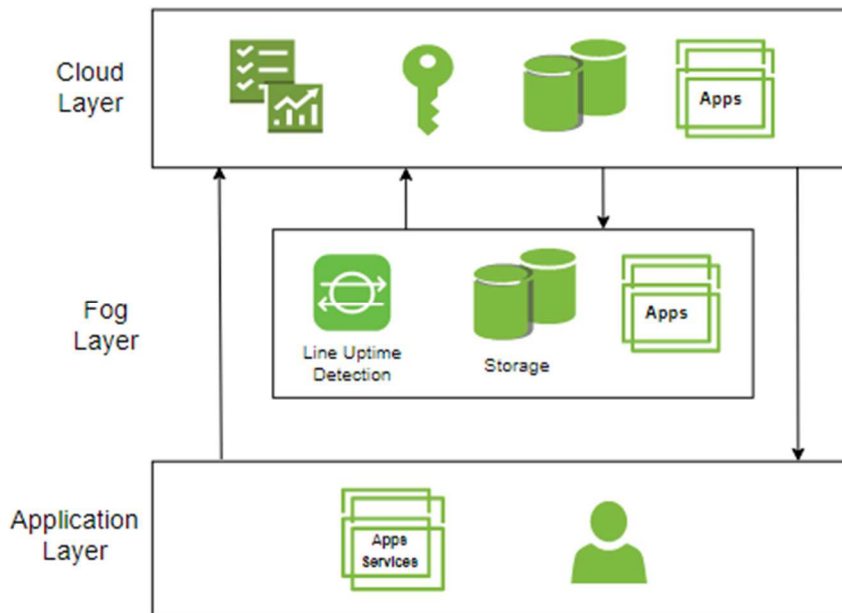 Cloud
Layer
Apps
Fog
Layer
Line Uptime
Detection
Storage
Apps
Application
Layer
Apps
Services